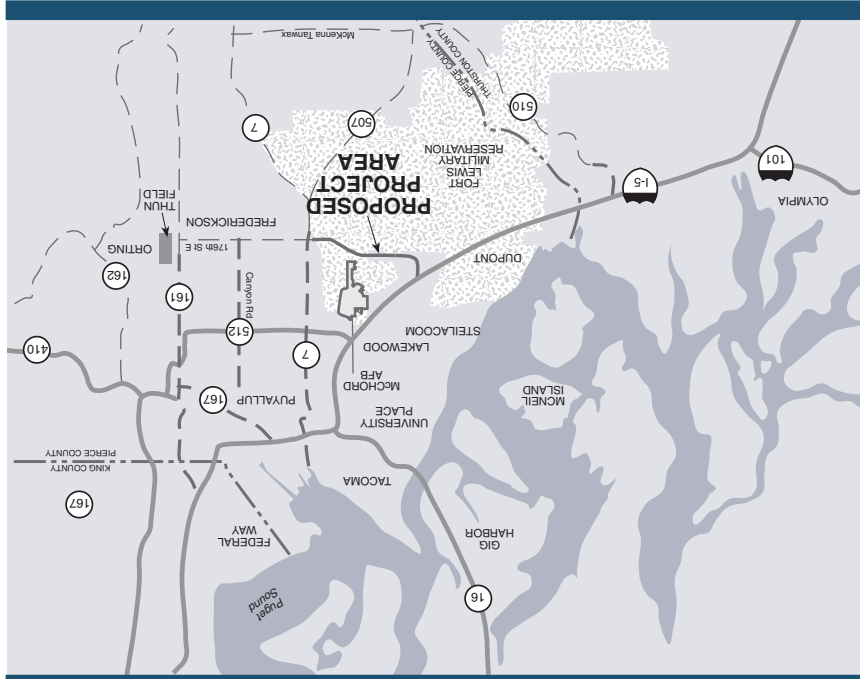 Puget
Sound
16
FEDERAL
WAY
167
GIG
HARBOR
TACOMA
KING COUNTY
PIERCE COUNTY
UNIVERSITY
PLACE
PUYALLUP
167
MCNEIL
ISLAND
McCHORD
AFB
410
7
LAKEWOOD
512
STEILACOOM
Canyon Rd
161
162
DUPONT
ORTING
176th St E
FREDERICKSON
THUN
FIELD
OLYMPIA
I-5
101
PROPOSED
PROJECT
AREA
FORT
LEWIS
MILITARY
RESERVATION
7
507
510
PIERCE COUNTY
THURSTON COUNTY
McKenna Tanwax